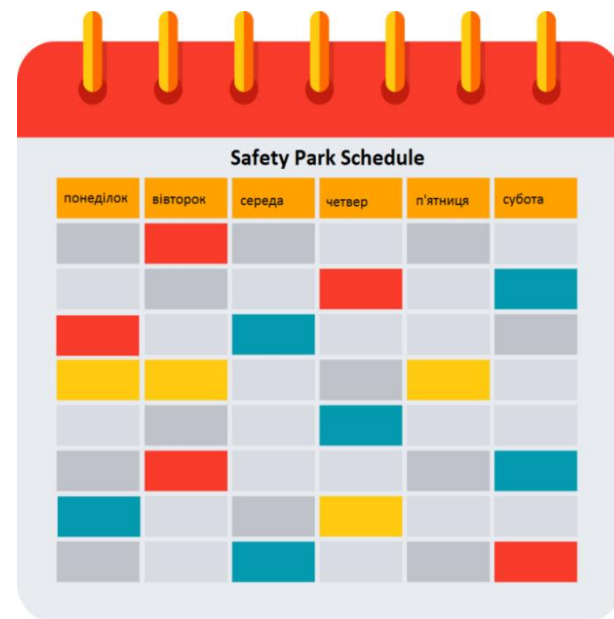 Safety Park Schedule
понеділок вівторок середа четвер п'ятниця субота